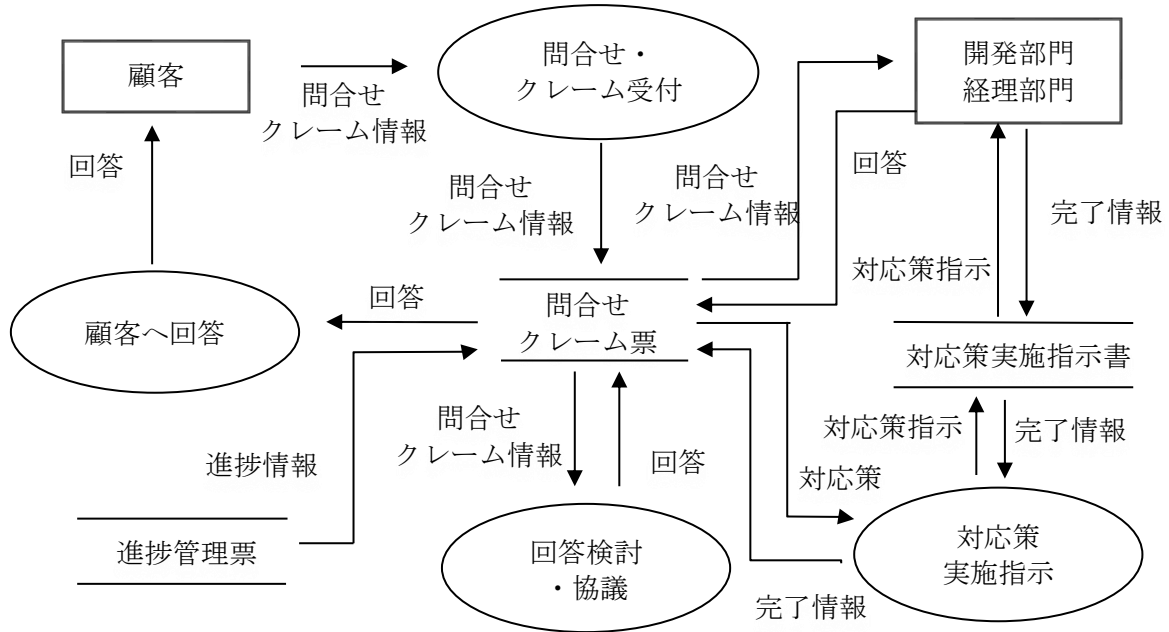 顧客
問合せ
クレーム情報
問合せ・
クレーム受付
開発部門
経理部門
回答
問合せ
クレーム情報
問合せ
クレーム情報
回答
完了情報
対応策指示
顧客へ回答
回答
問合せ
クレーム票
対応策実施指示書
進捗情報
問合せ
クレーム情報
回答
対応策指示
完了情報
対応策
進捗管理票
回答検討
・協議
完了情報
対応策
実施指示